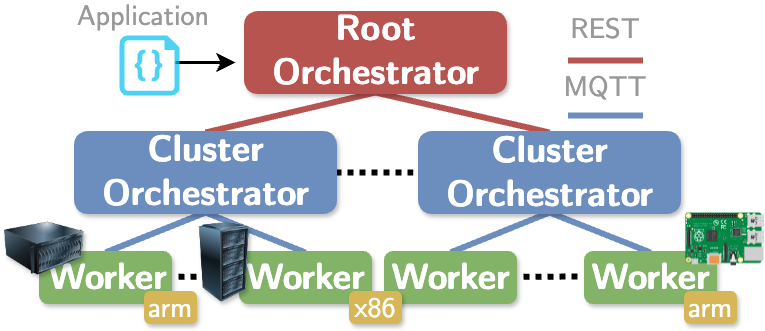 Application
{}
Root
Orchestrator
REST
MQTT
Cluster
Orchestrator
Cluster
Orchestrator
Worker
arm
Worker
x86
Worker
Worker
arm